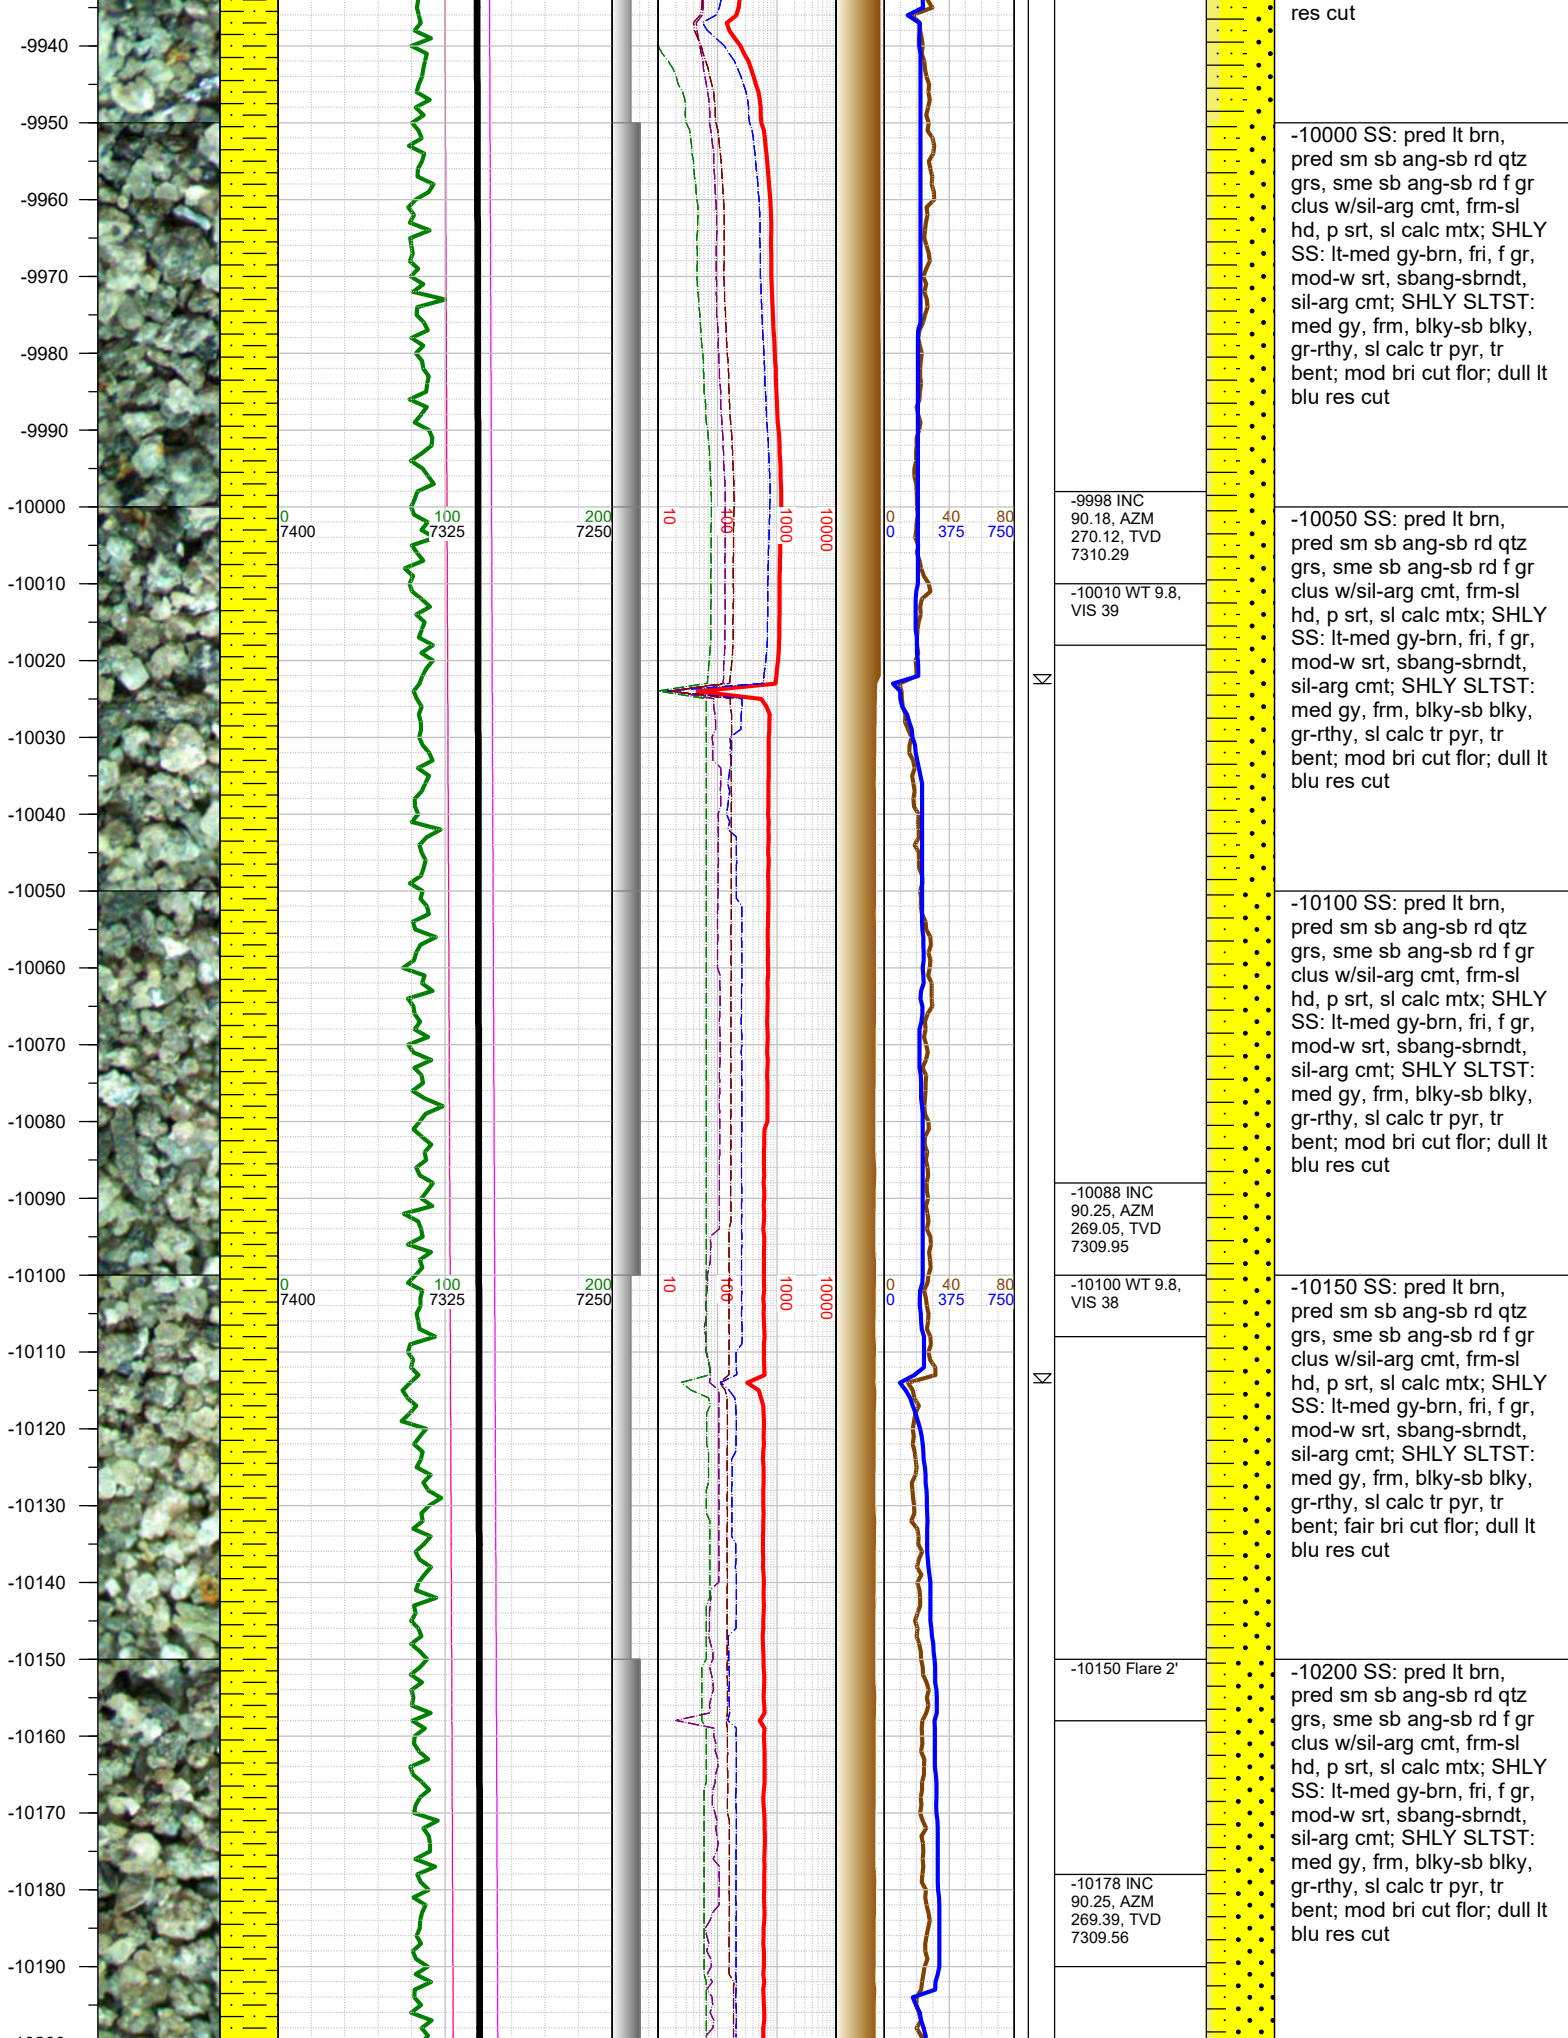 res cut
-9940
-9950
-9960
-9970
-9980
-9990
-10000
-10010
-10020
-10030
-10040
-10050
-10060
-10070
-10080
-10090
-10100
-10110
-10120
-10130
-10140
-10150
-10160
-10170
-10180
-10190
0 100 200
7400 7325 7250
10 100 1000 10000
0 40 80
0 375 750
0 100 200
7400 7325 7250
10 100 1000 10000
0 40 80
0 375 750
-9998 INC
90.18, AZM
270.12, TVD
7310.29
-10010 WT 9.8,
VIS 39
-10088 INC
90.25, AZM
269.05, TVD
7309.95
-10100 WT 9.8,
VIS 38
-10150 Flare 2'
-10178 INC
90.25, AZM
269.39, TVD
7309.56
-10000 SS: pred lt brn,
pred sm sb ang-sb rd qtz
grs, sme sb ang-sb rd f gr
clus w/sil-arg cmt, frm-sl
hd, p srt, sl calc mtx; SHLY
SS: lt-med gy-brn, fri, f gr,
mod-w srt, sbang-sbrndt,
sil-arg cmt; SHLY SLTST:
med gy, frm, blky-sb blky,
gr-rthy, sl calc tr pyr, tr
bent; mod bri cut flor; dull lt
blu res cut
-10050 SS: pred lt brn,
pred sm sb ang-sb rd qtz
grs, sme sb ang-sb rd f gr
clus w/sil-arg cmt, frm-sl
hd, p srt, sl calc mtx; SHLY
SS: lt-med gy-brn, fri, f gr,
mod-w srt, sbang-sbrndt,
sil-arg cmt; SHLY SLTST:
med gy, frm, blky-sb blky,
gr-rthy, sl calc tr pyr, tr
bent; mod bri cut flor; dull lt
blu res cut
-10100 SS: pred lt brn,
pred sm sb ang-sb rd qtz
grs, sme sb ang-sb rd f gr
clus w/sil-arg cmt, frm-sl
hd, p srt, sl calc mtx; SHLY
SS: lt-med gy-brn, fri, f gr,
mod-w srt, sbang-sbrndt,
sil-arg cmt; SHLY SLTST:
med gy, frm, blky-sb blky,
gr-rthy, sl calc tr pyr, tr
bent; mod bri cut flor; dull lt
blu res cut
-10150 SS: pred lt brn,
pred sm sb ang-sb rd qtz
grs, sme sb ang-sb rd f gr
clus w/sil-arg cmt, frm-sl
hd, p srt, sl calc mtx; SHLY
SS: lt-med gy-brn, fri, f gr,
mod-w srt, sbang-sbrndt,
sil-arg cmt; SHLY SLTST:
med gy, frm, blky-sb blky,
gr-rthy, sl calc tr pyr, tr
bent; fair bri cut flor; dull lt
blu res cut
-10200 SS: pred lt brn,
pred sm sb ang-sb rd qtz
grs, sme sb ang-sb rd f gr
clus w/sil-arg cmt, frm-sl
hd, p srt, sl calc mtx; SHLY
SS: lt-med gy-brn, fri, f gr,
mod-w srt, sbang-sbrndt,
sil-arg cmt; SHLY SLTST:
med gy, frm, blky-sb blky,
gr-rthy, sl calc tr pyr, tr
bent; mod bri cut flor; dull lt
blu res cut